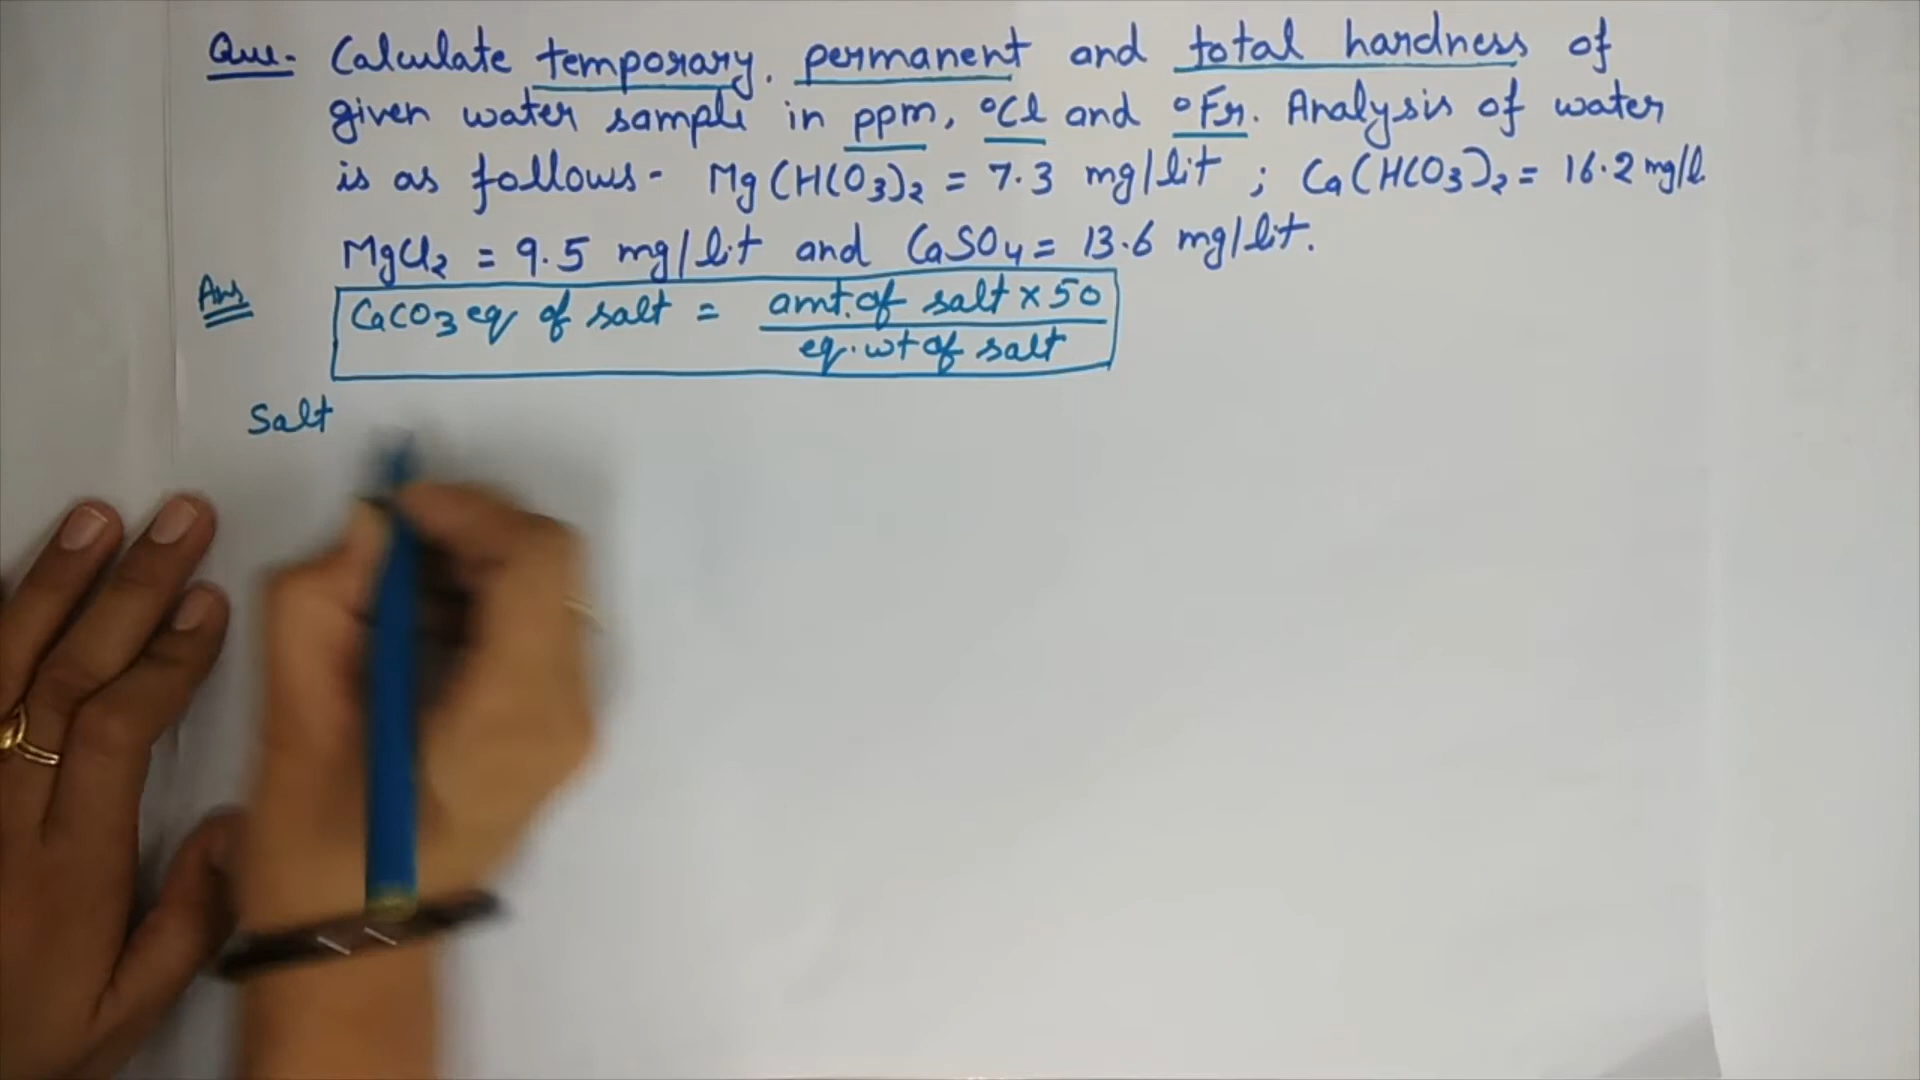 Que- Calculate temporary, permanent and total hardness of
given water sample in ppm, °Cl and °Fr. Analysis of water
is as follows- Mg(HCO3)2 = 7.3 mg/lit ; Ca(HCO3)2 = 16.2 mg/l
MgCl2 = 9.5 mg/lit and CaSO4 = 13.6 mg/lit.
Ans
CaCO3 eq of salt = amt. of salt × 50
eq. wt of salt
Salt